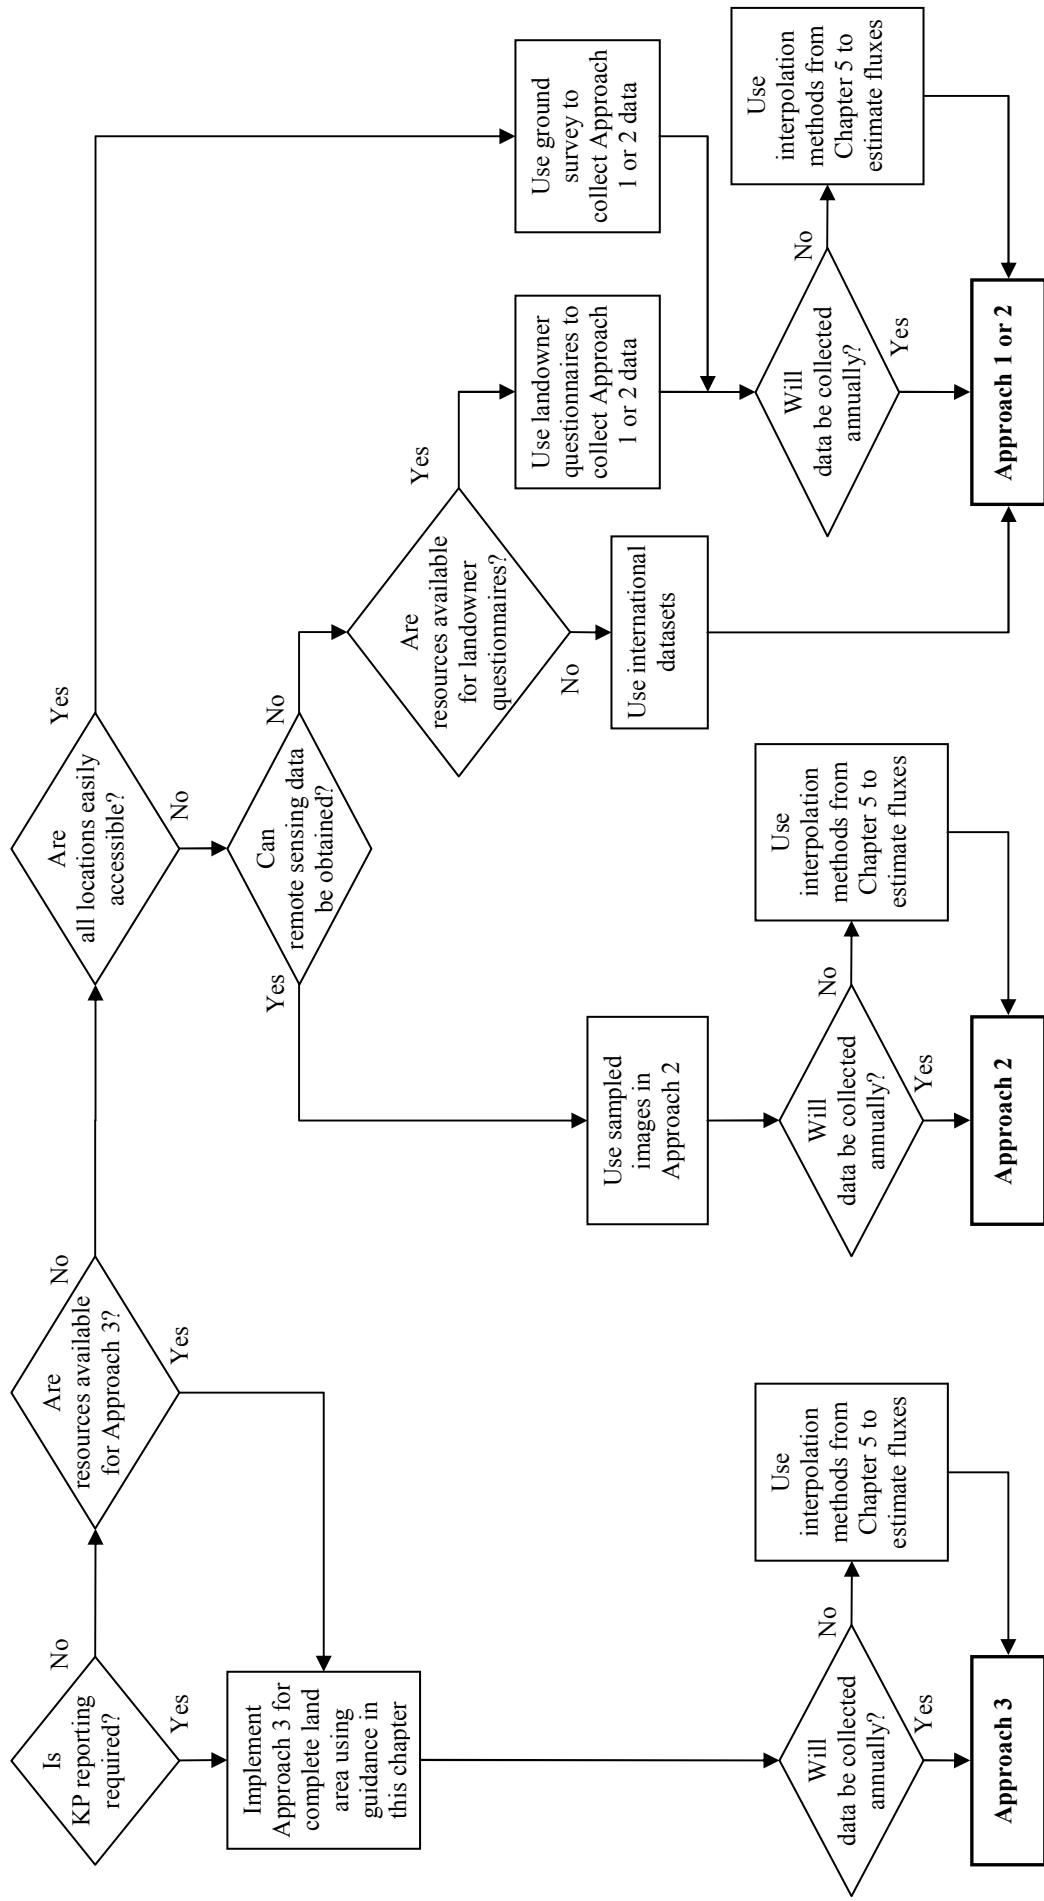 Is
KP reporting
required?
No
Yes
Are
resources available
for Approach 3?
No
Yes
Are
all locations easily
accessible?
Yes
No
Implement
Approach 3 for
complete land
area using
guidance in
this chapter
Can
remote sensing data
be obtained?
Yes
No
Are
resources available
for landowner
questionnaires?
Yes
No
Use sampled
images in
Approach 2
Use international
datasets
Use landowner
questionnaires to
collect Approach
1 or 2 data
Use ground
survey to
collect Approach
1 or 2 data
Will
data be collected
annually?
No
Yes
Use
interpolation
methods from
Chapter 5 to
estimate fluxes
Will
data be collected
annually?
No
Yes
Use
interpolation
methods from
Chapter 5 to
estimate fluxes
Will
data be collected
annually?
No
Yes
Use
interpolation
methods from
Chapter 5 to
estimate fluxes
Approach 3
Approach 2
Approach 1 or 2